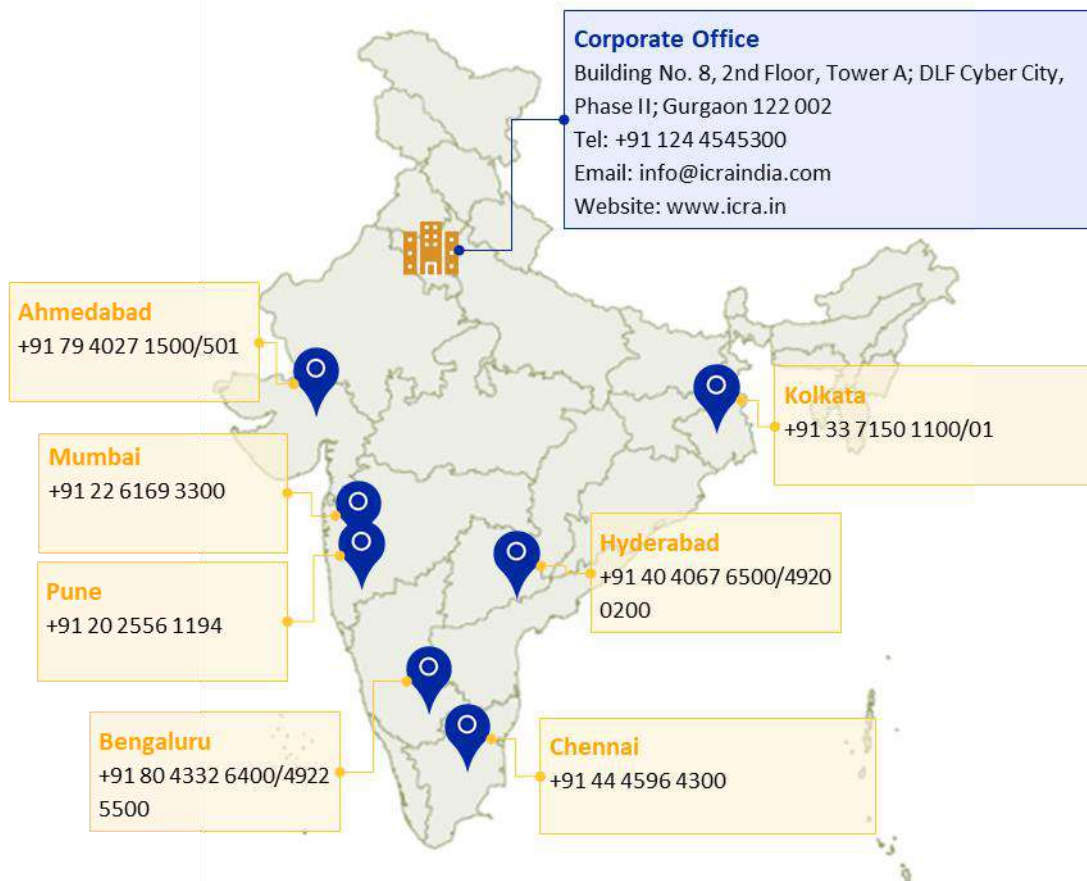 Corporate Office
Building No. 8, 2nd Floor, Tower A; DLF Cyber City,
Phase II; Gurgaon 122 002
Tel: +91 124 4545300
Email: info@icraindia.com
Website: www.icra.in
Ahmedabad
+91 79 4027 1500/501
Kolkata
+91 33 7150 1100/01
Mumbai
+91 22 6169 3300
Hyderabad
+91 40 4067 6500/4920
0200
Pune
+91 20 2556 1194
Bengaluru
+91 80 4332 6400/4922
5500
Chennai
+91 44 4596 4300